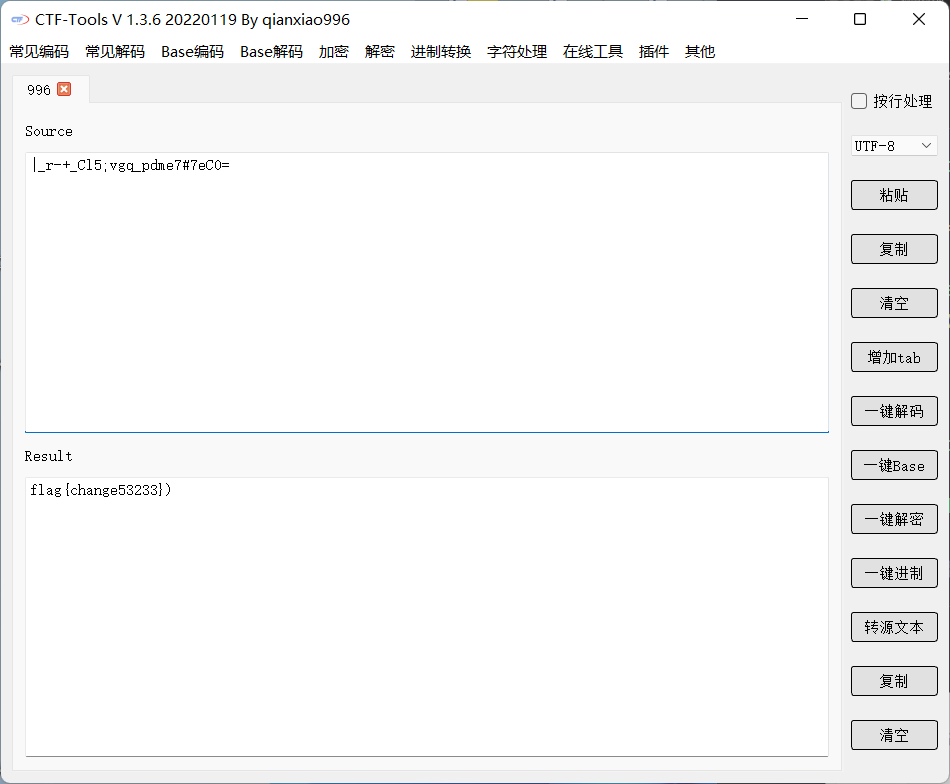 CTF-Tools V 1.3.6 20220119 By qianxiao996
常见编码 常见解码 Base编码 Base解码 加密 解密 进制转换 字符处理 在线工具 插件 其他
996
按行处理
Source
UTF-8
|_r-+_Cl5;vgq_pdme7#7eC0=
粘贴
复制
清空
增加tab
一键解码
Result
一键Base
flag{change53233})
一键解密
一键进制
转源文本
复制
清空